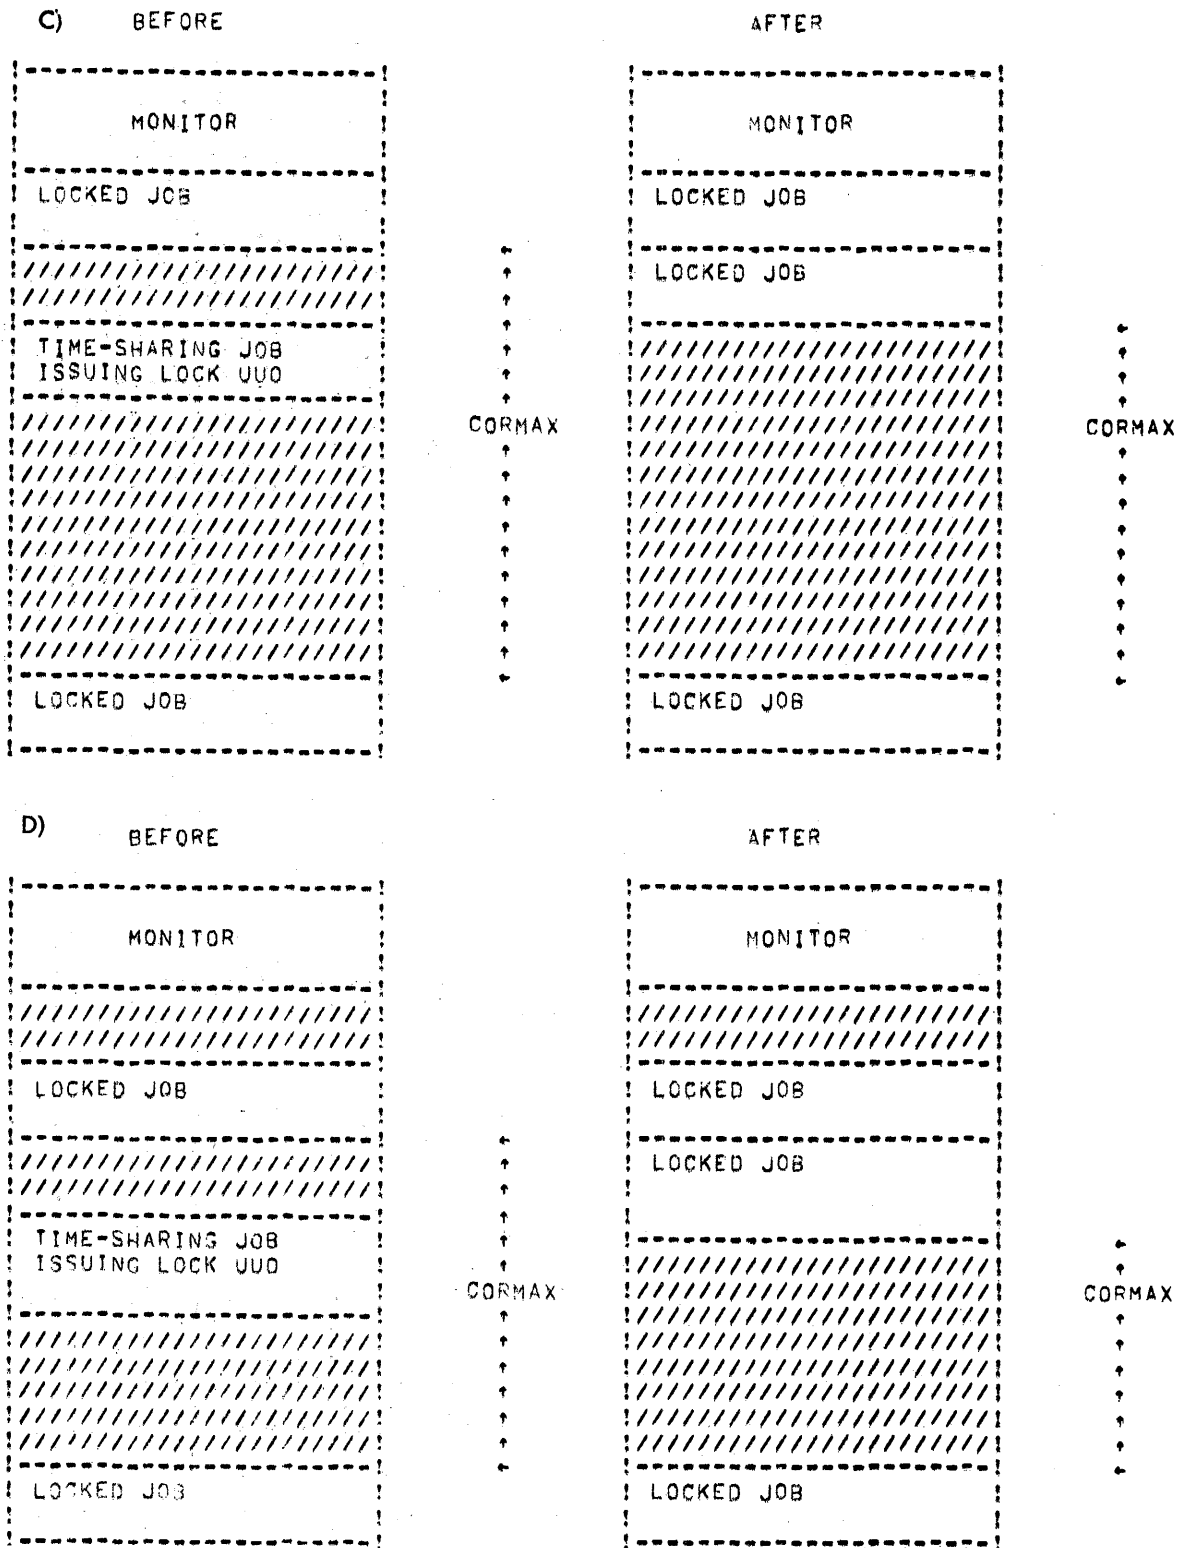 C) BEFORE AFTER
MONITOR MONITOR
LOCKED JOB LOCKED JOB
LOCKED JOB
TIME-SHARING JOB
ISSUING LOCK UUO
CORMAX CORMAX
LOCKED JOB LOCKED JOB
D)
BEFORE AFTER
MONITOR MONITOR
LOCKED JOB LOCKED JOB
LOCKED JOB
TIME-SHARING JOB
ISSUING LOCK UUO
CORMAX CORMAX
LOCKED JOB LOCKED JOB